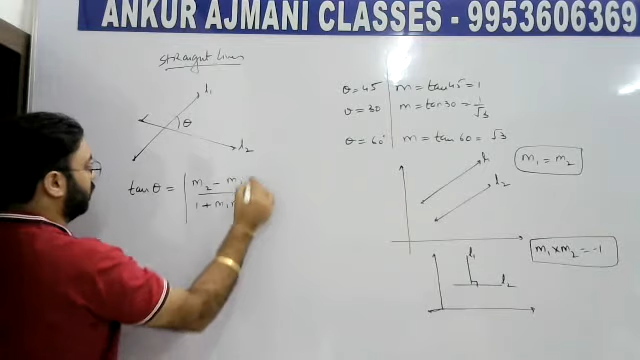 ANKUR AJMANI CLASSES - 9953606369
straight lines
l₁
θ
l₂
tan θ = | m₂ - m₁
1 + m₁
θ = 45 m = tan 45 = 1
θ = 30 m = tan 30 = 1/√3
θ = 60° m = tan 60 = √3
l₁
l₂
m₁ = m₂
l₁
l₂
m₁ × m₂ = -1